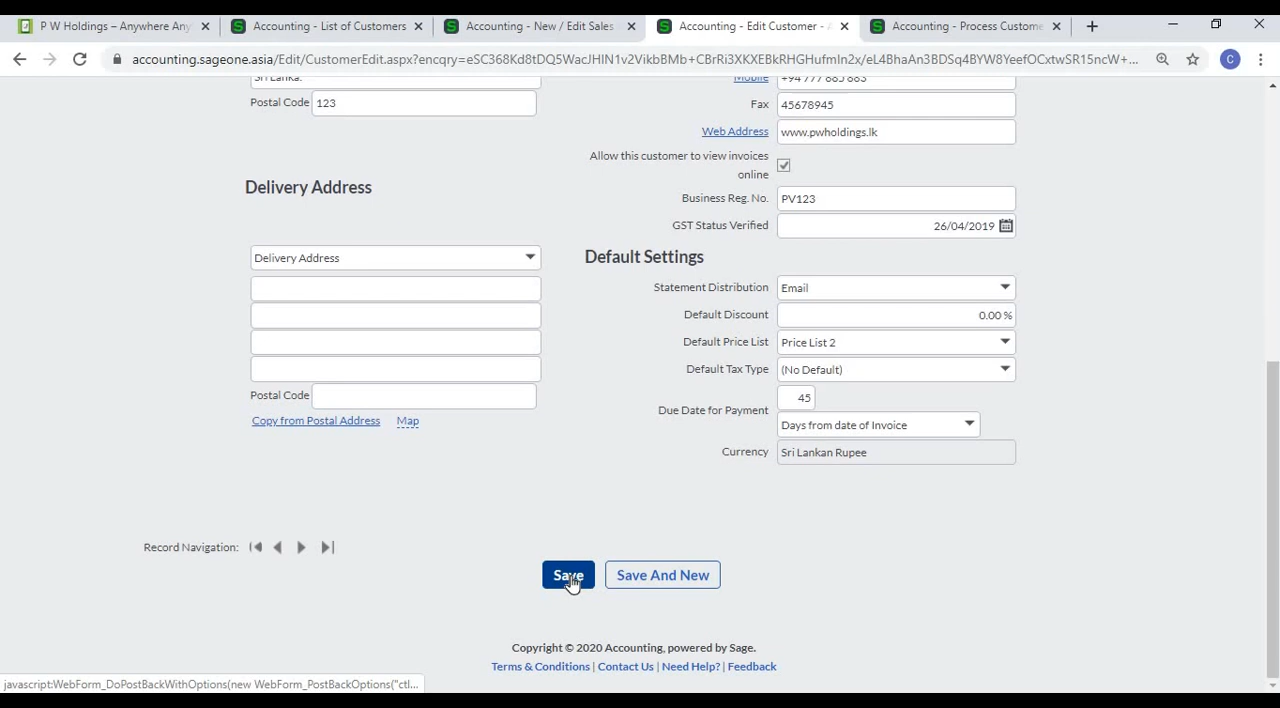 P W Holdings – Anywhere Any
Accounting - List of Customers
Accounting - New / Edit Sales
Accounting - Edit Customer - A
Accounting - Process Custome
accounting.sageone.asia/Edit/CustomerEdit.aspx?encqry=eSC368Kd8tDQ5WacJHIN1v2VikbBMb+CBrRi3XKXEBkRHGHufmIn2x/eL4BhaAn3BDSq4BYW8YeefOCxtwSR15ncW+...
C
Sri Lanka.
Postal Code 123
Mobile +94 777 885 883
Fax 45678945
Web Address www.pwholdings.lk
Allow this customer to view invoices
online
Delivery Address
Business Reg. No. PV123
GST Status Verified 26/04/2019
Default Settings
Delivery Address
Statement Distribution Email
Default Discount 0.00 %
Default Price List Price List 2
Default Tax Type (No Default)
Postal Code
Due Date for Payment 45
Days from date of Invoice
Copy from Postal Address Map
Currency Sri Lankan Rupee
Record Navigation:
Save Save And New
Copyright © 2020 Accounting, powered by Sage.
Terms & Conditions | Contact Us | Need Help? | Feedback
javascript:WebForm_DoPostBackWithOptions(new WebForm_PostBackOptions("ctl...